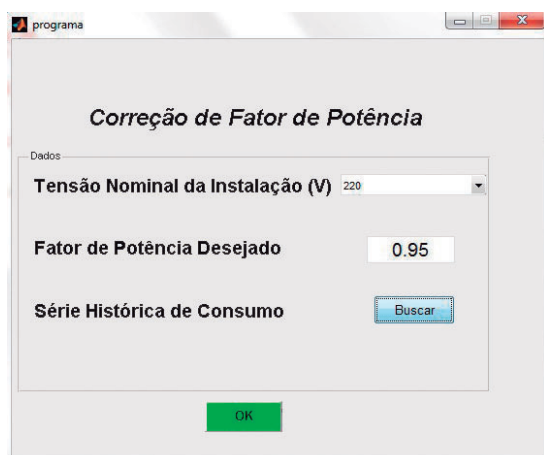 programa
Correção de Fator de Potência
Dados
Tensão Nominal da Instalação (V) 220
Fator de Potência Desejado 0.95
Série Histórica de Consumo Buscar
OK